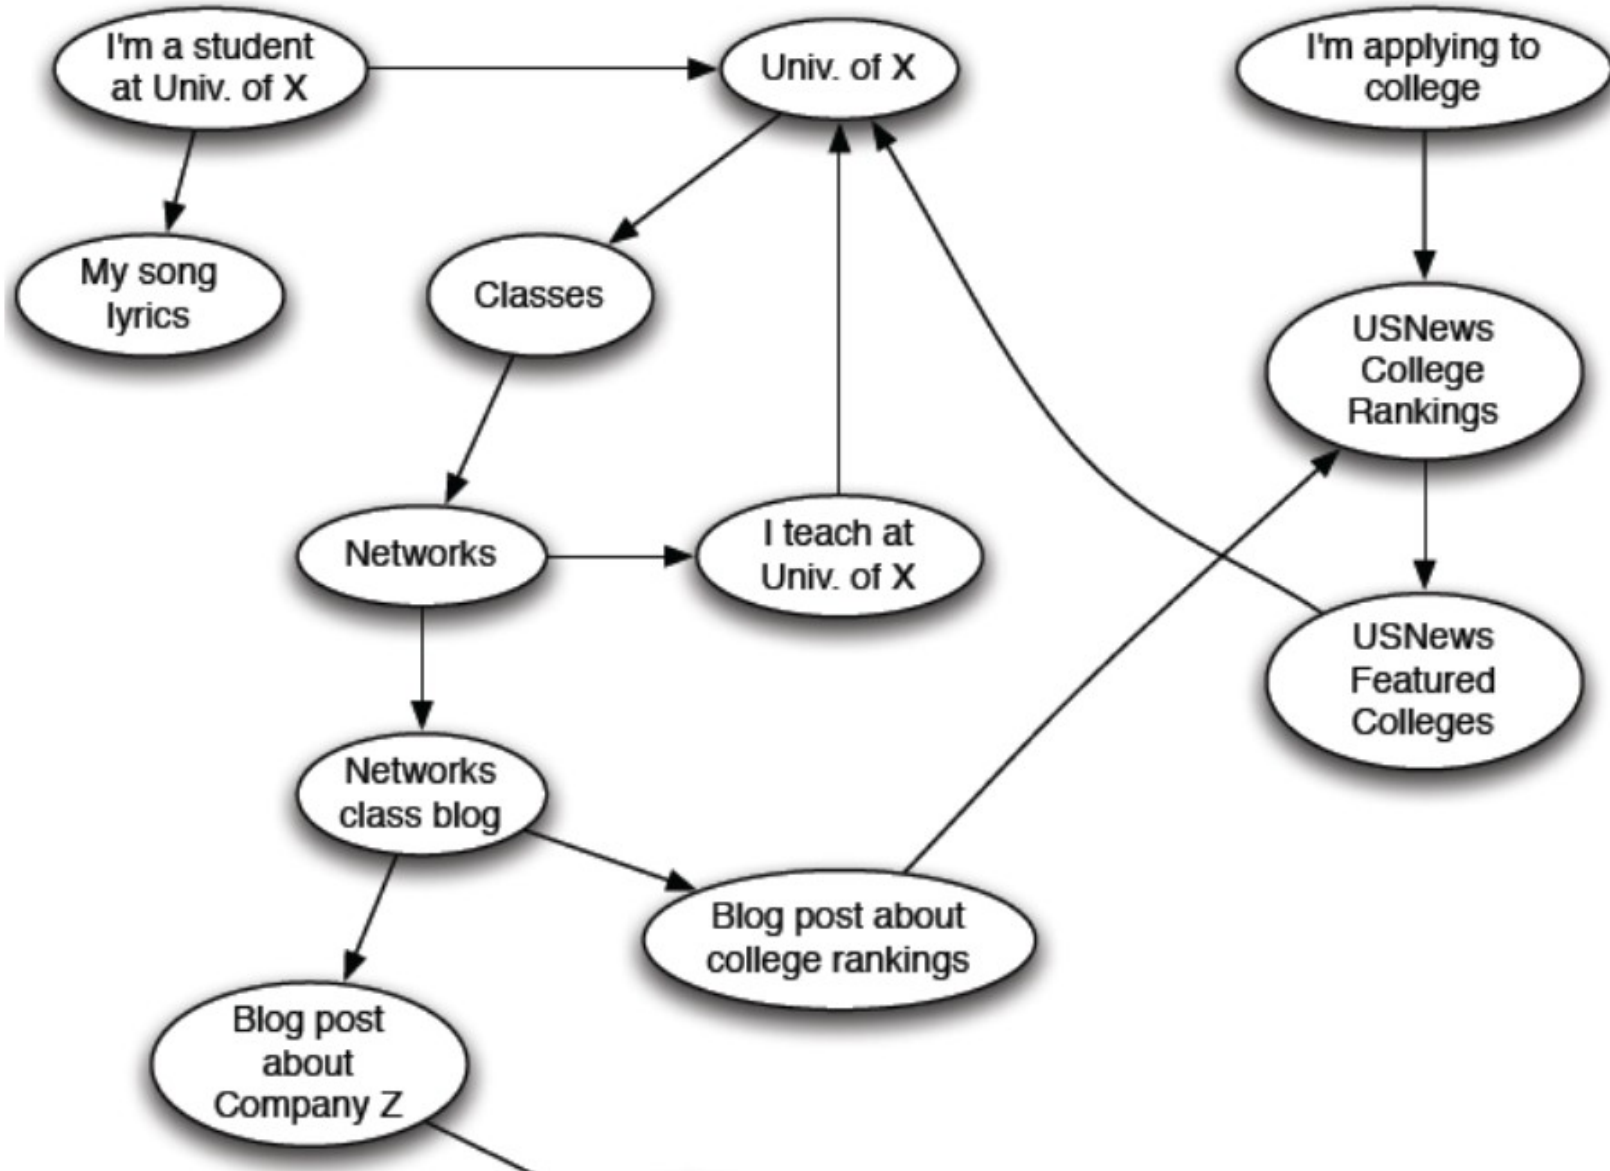 I'm a student
at Univ. of X
Univ. of X
I'm applying to
college
My song
lyrics
Classes
USNews
College
Rankings
Networks
I teach at
Univ. of X
USNews
Featured
Colleges
Networks
class blog
Blog post about
college rankings
Blog post
about
Company Z